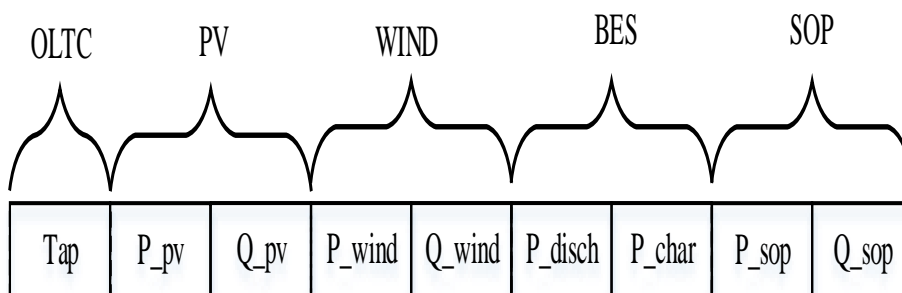 OLTC PV WIND BES SOP
Tap P_pv Q_pv P_wind Q_wind P_disch P_char P_sop Q_sop